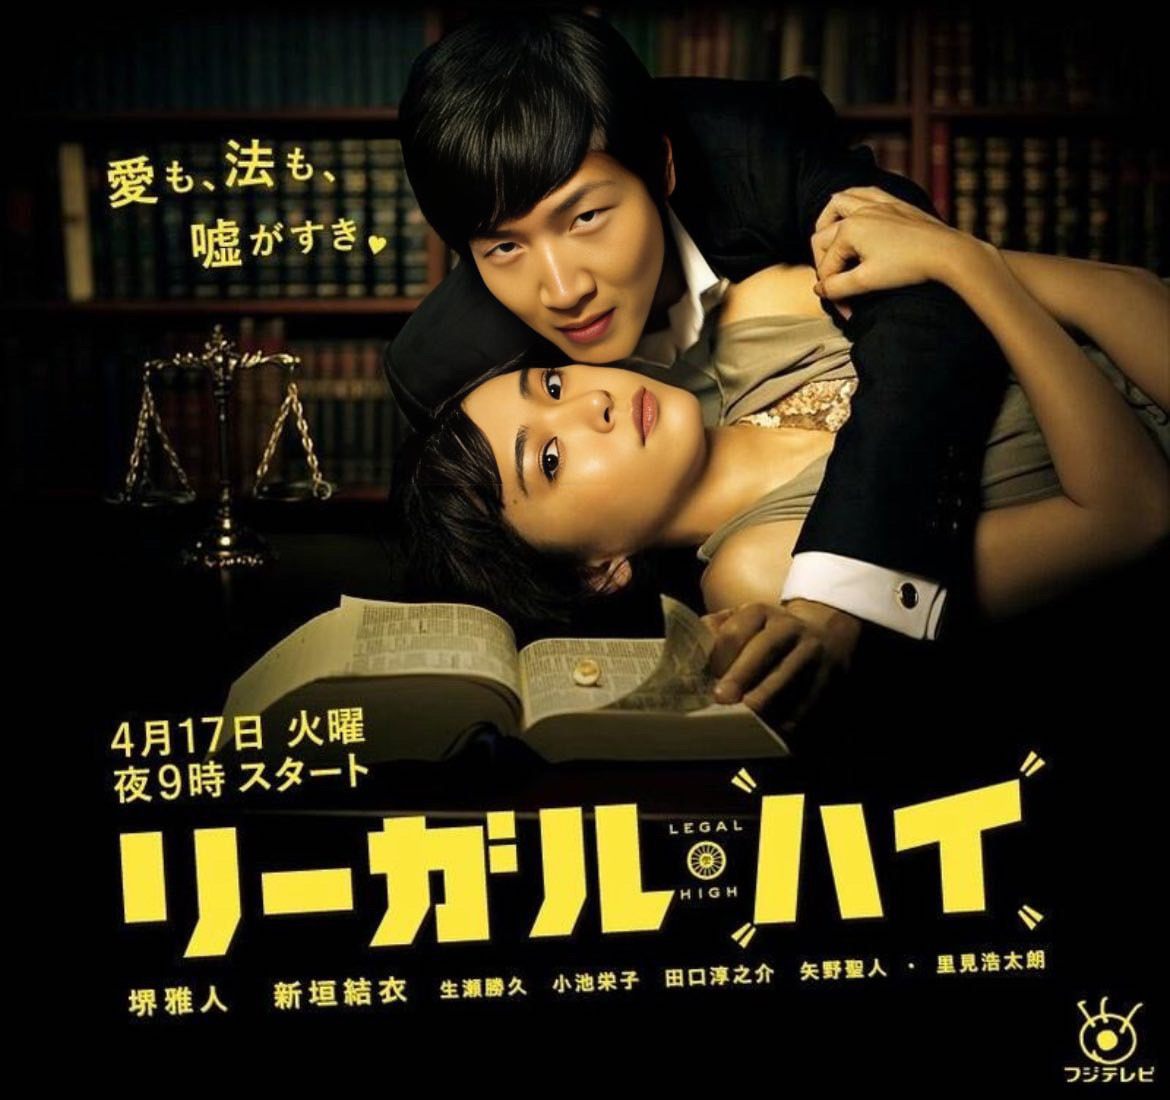 愛も、法も、
嘘がすき♥
4月17日 火曜
夜9時 スタート
リーガル・ハイ
LEGAL
HIGH
堺雅人 新垣結衣 生瀬勝久 小池栄子 田口淳之介 矢野聖人・里見浩太朗
フジテレビ